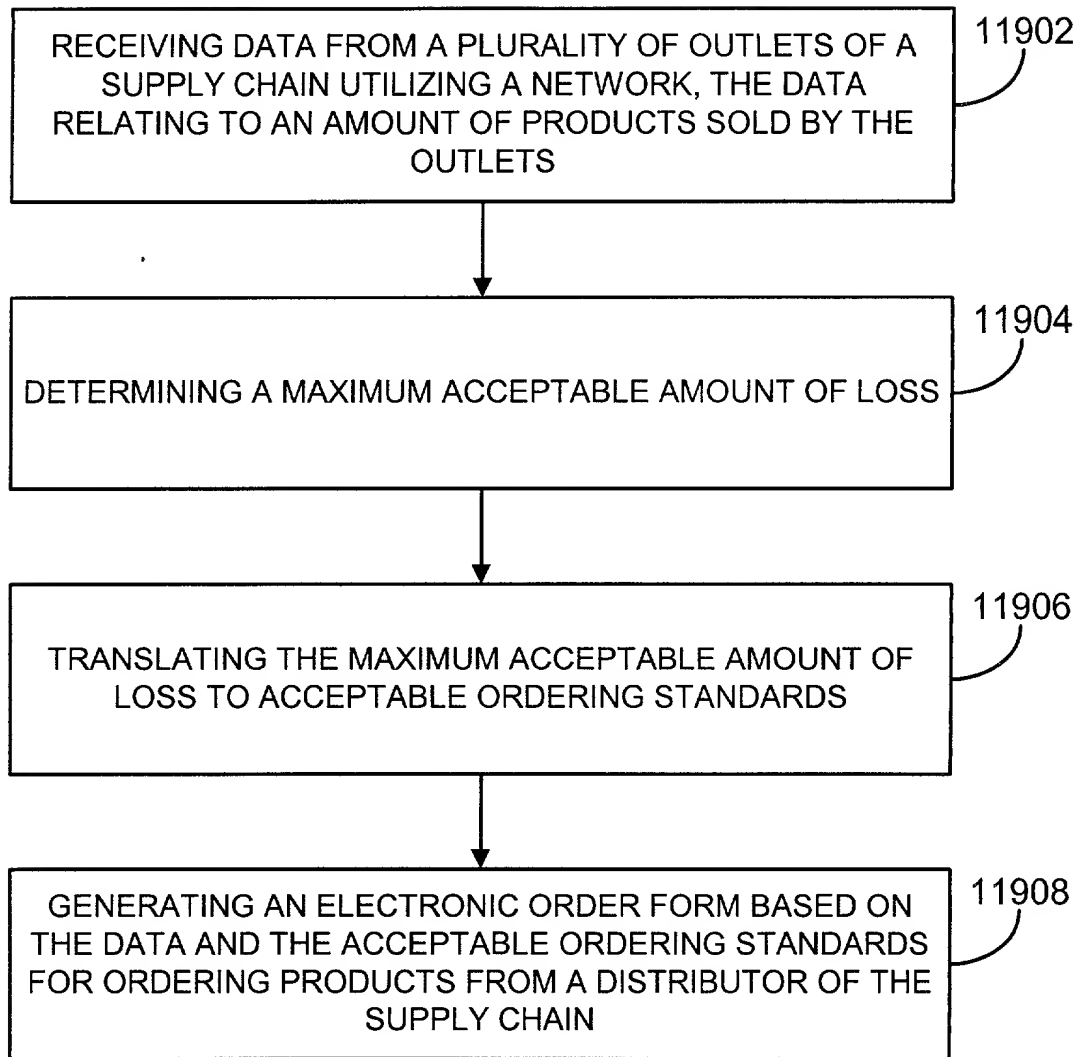 RECEIVING DATA FROM A PLURALITY OF OUTLETS OF A
SUPPLY CHAIN UTILIZING A NETWORK, THE DATA
RELATING TO AN AMOUNT OF PRODUCTS SOLD BY THE
OUTLETS
11902
DETERMINING A MAXIMUM ACCEPTABLE AMOUNT OF LOSS
11904
TRANSLATING THE MAXIMUM ACCEPTABLE AMOUNT OF
LOSS TO ACCEPTABLE ORDERING STANDARDS
11906
GENERATING AN ELECTRONIC ORDER FORM BASED ON
THE DATA AND THE ACCEPTABLE ORDERING STANDARDS
FOR ORDERING PRODUCTS FROM A DISTRIBUTOR OF THE
SUPPLY CHAIN
11908